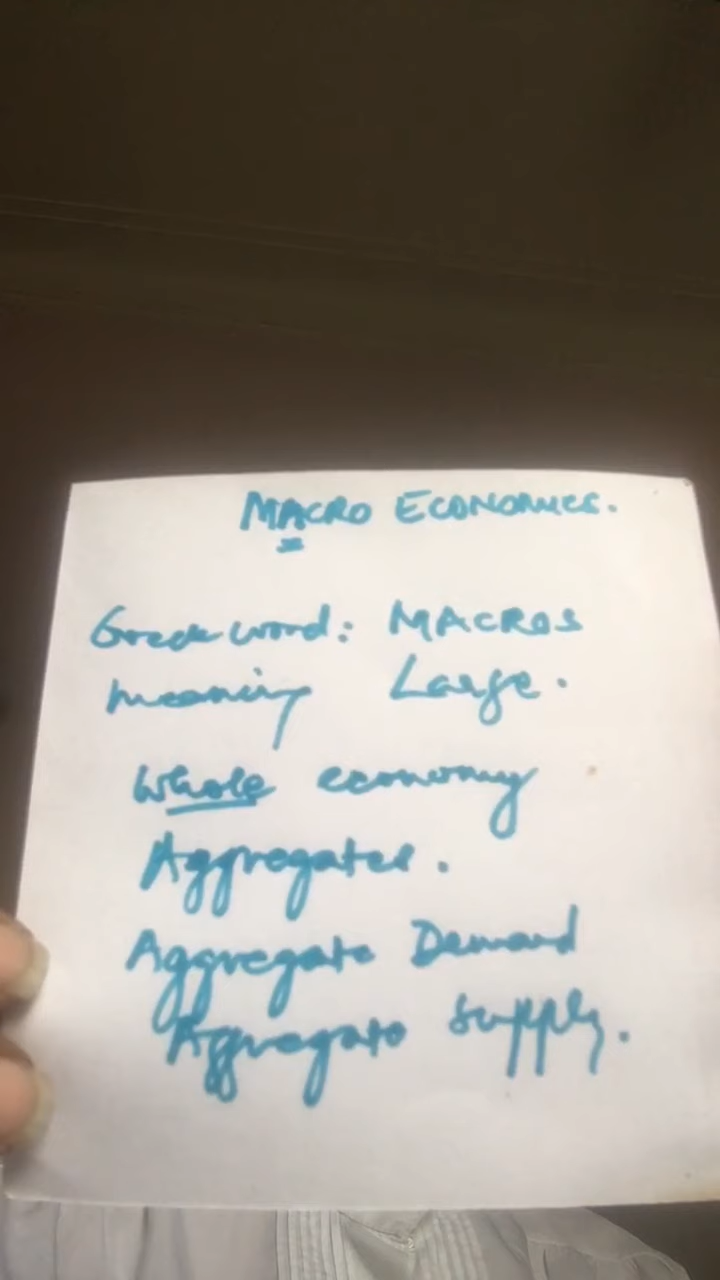 MACRO ECONOMICS.
Greek word: MACROS
meaning Large.
Whole economy
Aggregates.
Aggregate Demand
Aggregate Supply.